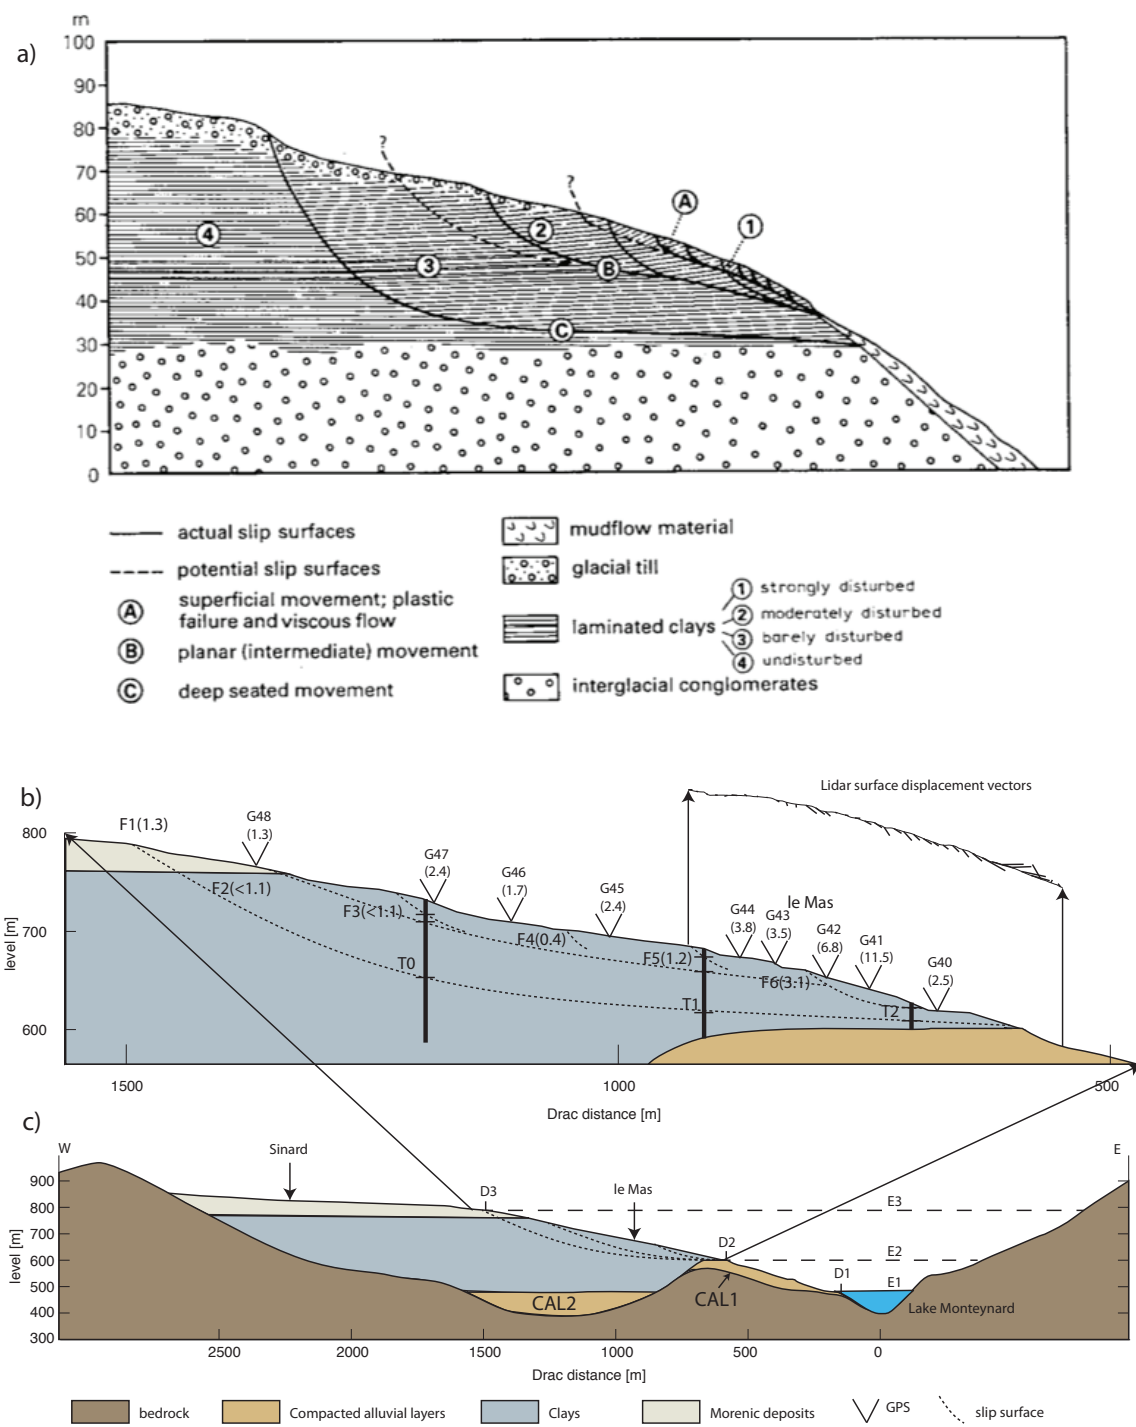 a)
m
100
90
80
70
60
50
40
30
20
10
0
?
?
A
1
2
4
3
B
C
actual slip surfaces
potential slip surfaces
A superficial movement; plastic
failure and viscous flow
B planar (intermediate) movement
C deep seated movement
mudflow material
glacial till
laminated clays
1 strongly disturbed
2 moderately disturbed
3 barely disturbed
4 undisturbed
interglacial conglomerates
b)
Lidar surface displacement vectors
level [m]
800
700
600
F1(1.3)
G48
(1.3)
F2(<1.1)
G47
(2.4)
F3(<1.1)
G46
(1.7)
G45
(2.4)
F4(0.4)
le Mas
G44
(3.8)
G43
(3.5)
G42
(6.8)
G41
(11.5)
G40
(2.5)
F5(1.2)
F6(3.1)
T0
T1
T2
1500
1000
500
Drac distance [m]
c)
W
E
Sinard
le Mas
D3
E3
D2
E2
D1
E1
level [m]
900
800
700
600
500
400
300
CAL2
CAL1
Lake Monteynard
2500
2000
1500
1000
500
0
Drac distance [m]
bedrock
Compacted alluvial layers
Clays
Morenic deposits
GPS
slip surface